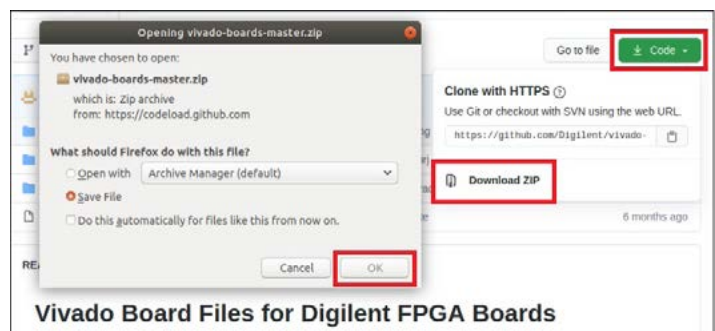 Opening vivado-boards-master.zip
You have chosen to open:
vivado-boards-master.zip
which is: Zip archive
from: https://codeload.github.com
What should Firefox do with this file?
Open with Archive Manager (default)
Save File
Do this automatically for files like this from now on.
Cancel OK
Go to file Code
Clone with HTTPS
Use Git or checkout with SVN using the web URL.
https://github.com/Digilent/vivado-
Download ZIP
6 months ago
REA
Vivado Board Files for Digilent FPGA Boards